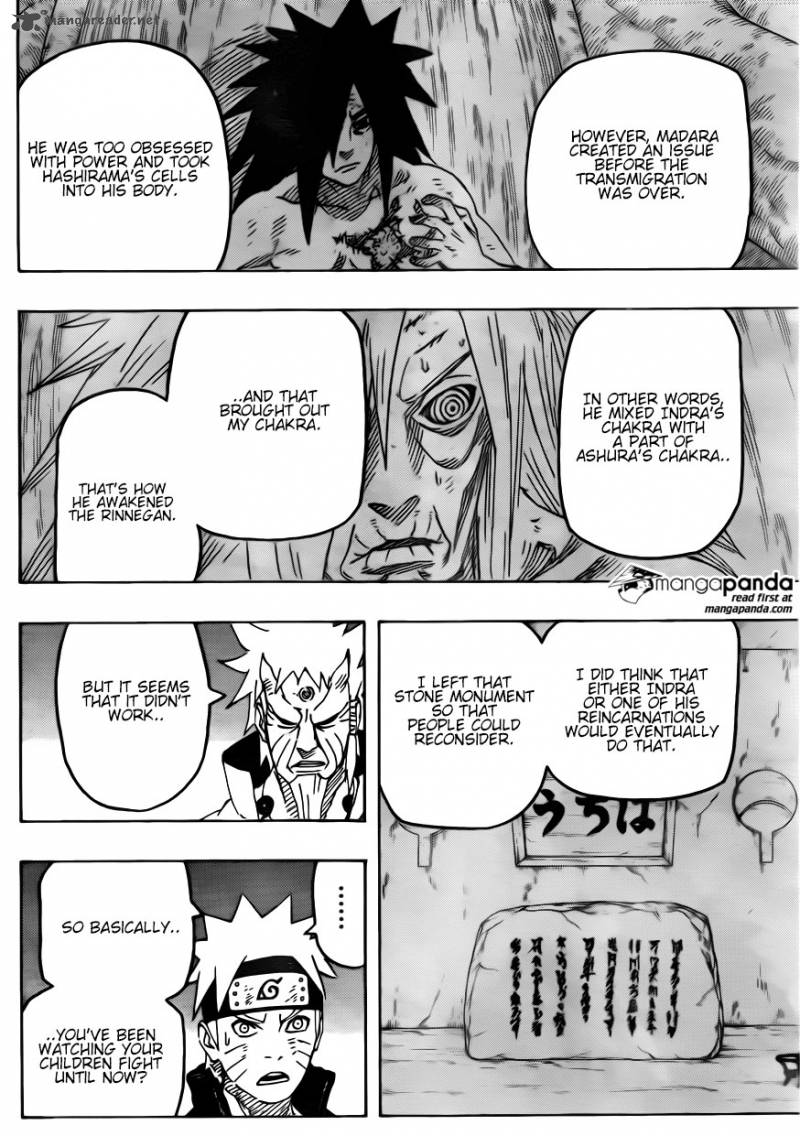 mangareader.net
HOWEVER, MADARA
CREATED AN ISSUE
BEFORE THE
TRANSMIGRATION
WAS OVER.
HE WAS TOO OBSESSED
WITH POWER AND TOOK
HASHIRAMA'S CELLS
INTO HIS BODY.
IN OTHER WORDS,
HE MIXED INDRA'S
CHAKRA WITH
A PART OF
ASHURA'S CHAKRA..
..AND THAT
BROUGHT OUT
MY CHAKRA.
THAT'S HOW
HE AWAKENED
THE RINNEGAN.
mangapanda
read first at
mangapanda.com
I DID THINK THAT
EITHER INDRA
OR ONE OF HIS
REINCARNATIONS
WOULD EVENTUALLY
DO THAT.
I LEFT THAT
STONE MONUMENT
SO THAT
PEOPLE COULD
RECONSIDER.
うちは
BUT IT SEEMS
THAT IT DIDN'T
WORK..
SO BASICALLY..
..YOU'VE BEEN
WATCHING YOUR
CHILDREN FIGHT
UNTIL NOW?